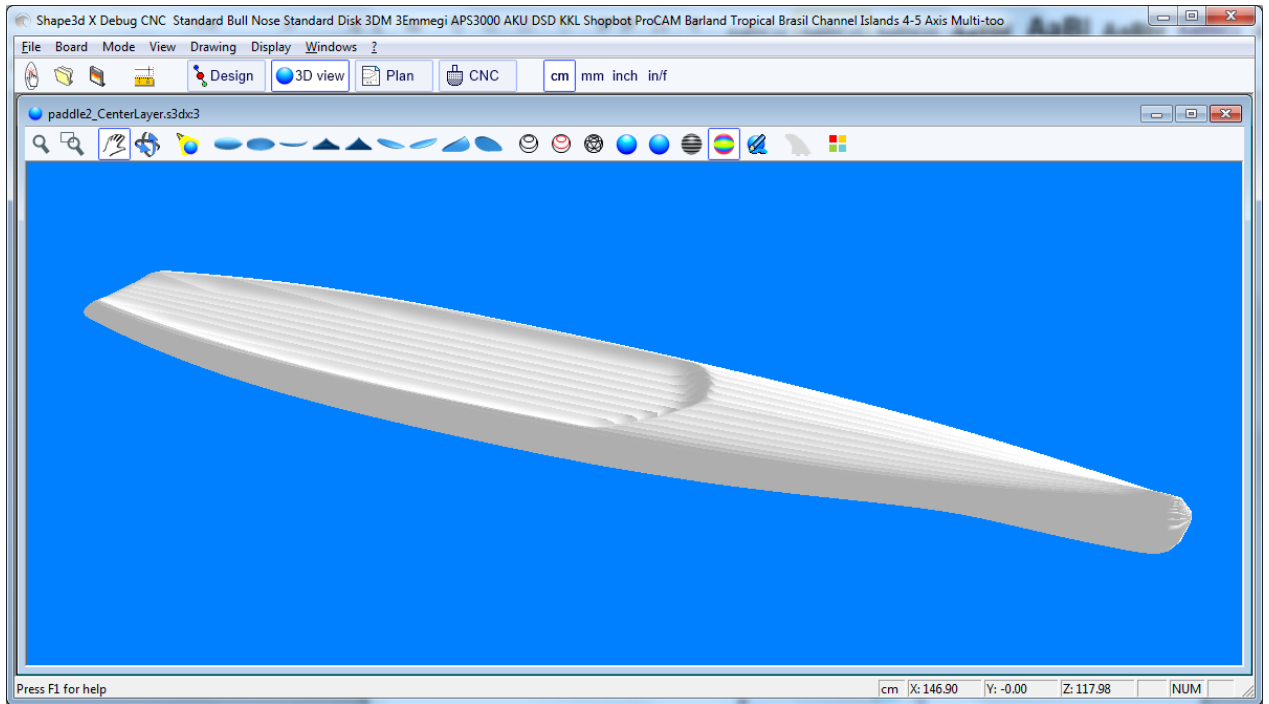 Shape3d X Debug CNC Standard Bull Nose Standard Disk 3DM 3Emmegi APS3000 AKU DSD KKL Shopbot ProCAM Barland Tropical Brasil Channel Islands 4-5 Axis Multi-too
File Board Mode View Drawing Display Windows ?
Design 3D view Plan CNC cm mm inch in/f
paddle2_CenterLayer.s3dx:3
Press F1 for help cm X: 146.90 Y: -0.00 Z: 117.98 NUM